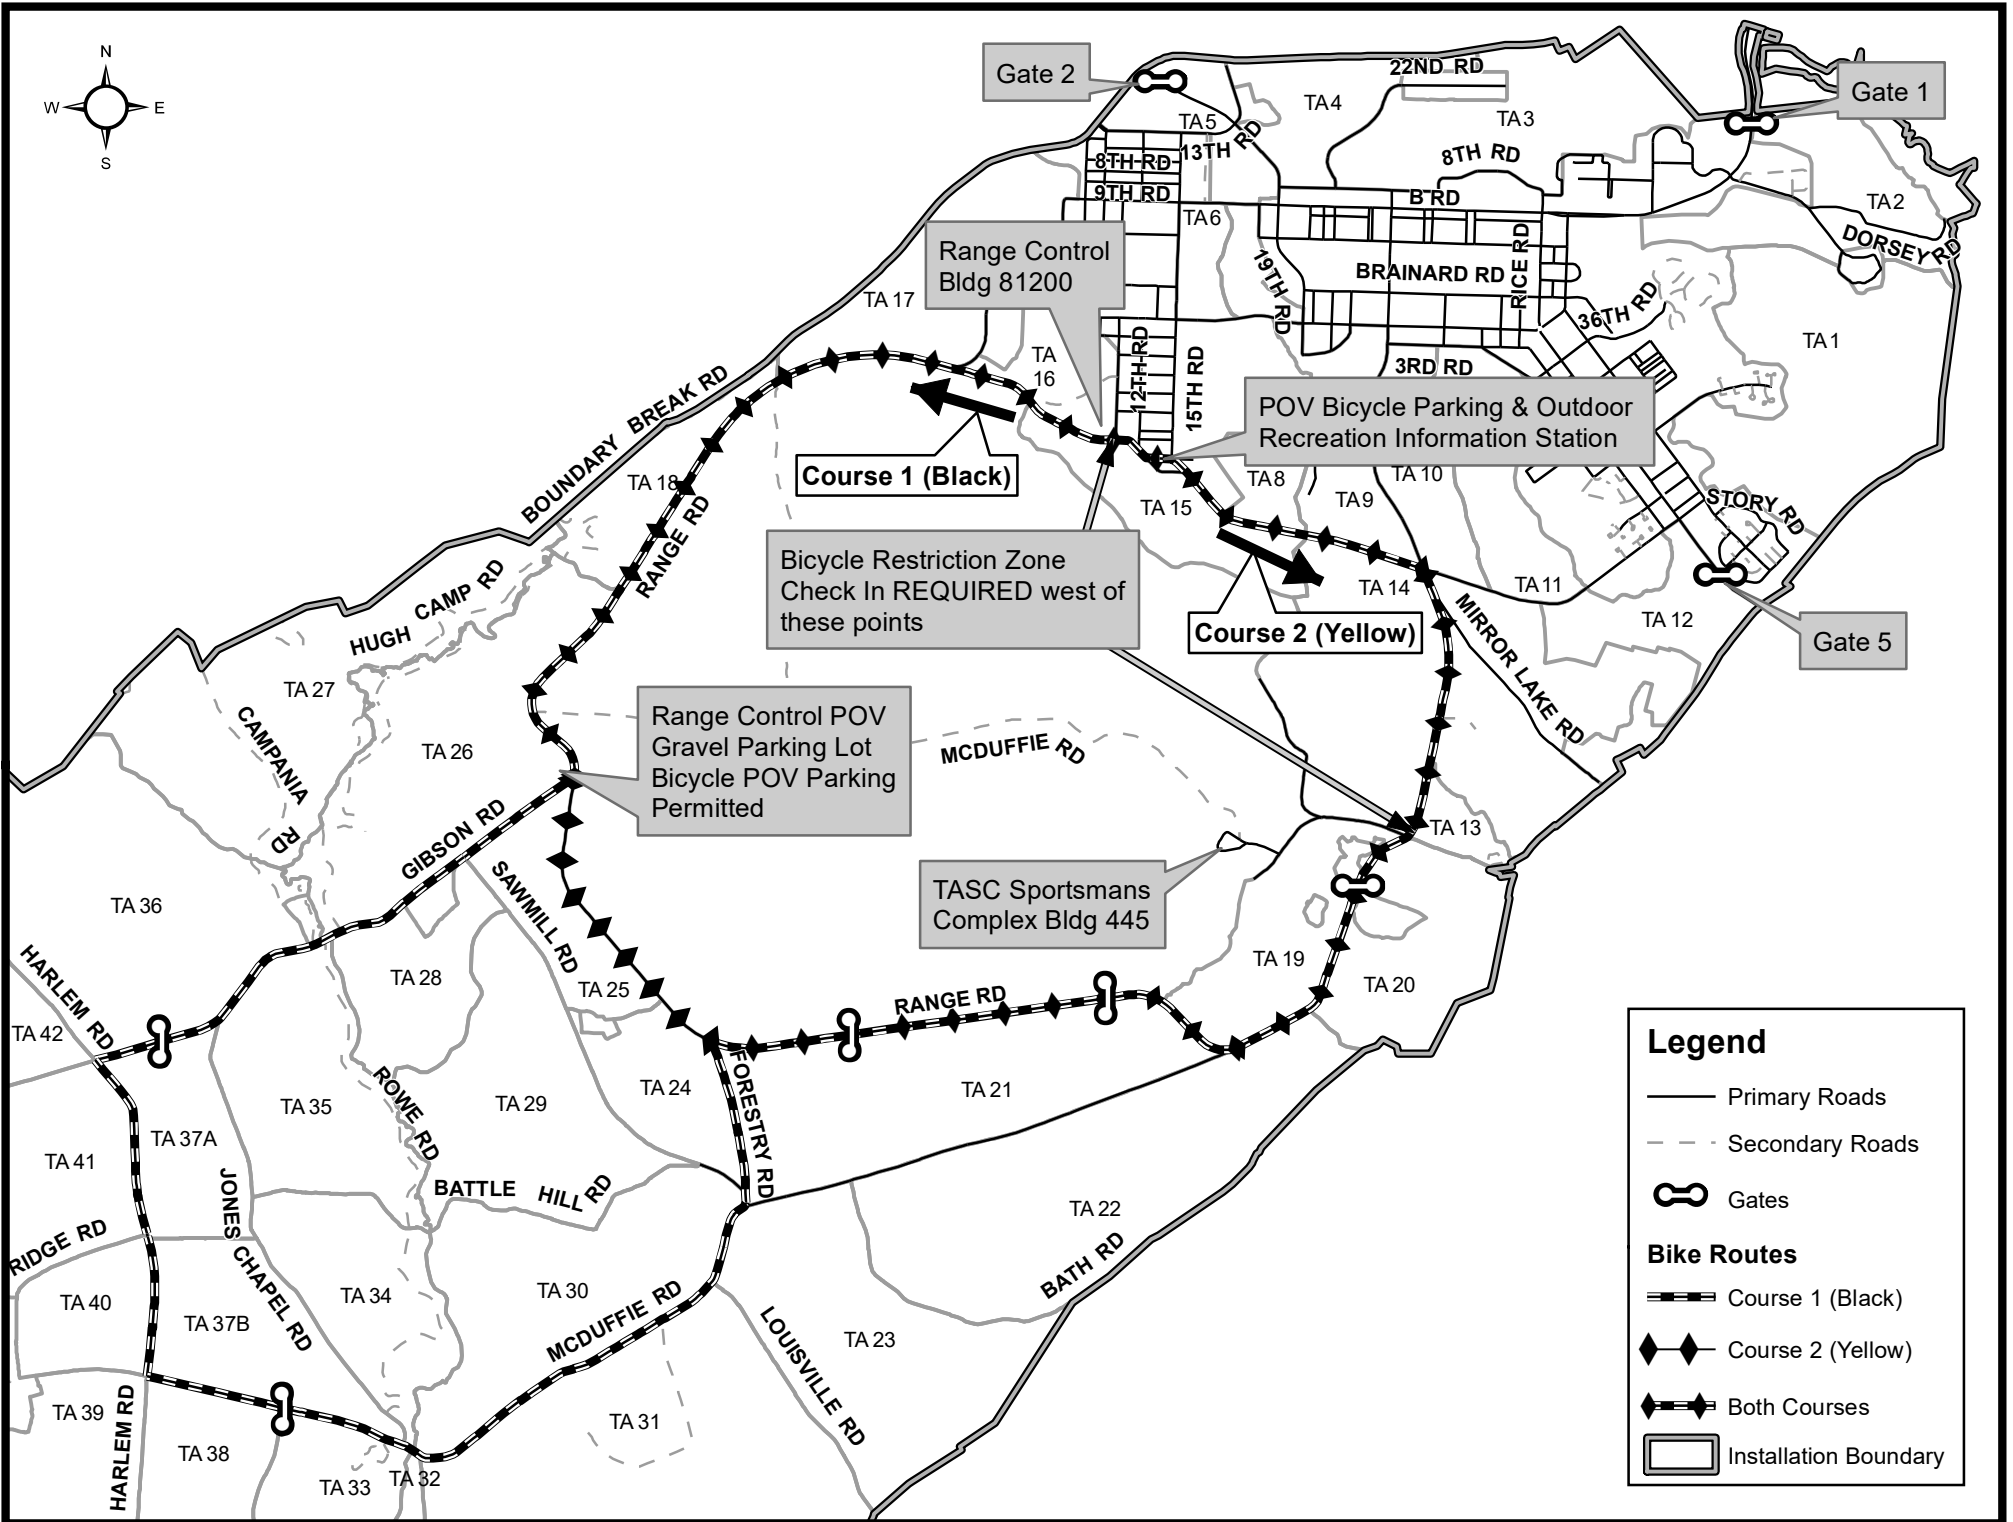 N
W E
S
Gate 2
22ND RD
Gate 1
TA 4
TA 3
TA 5
13TH RD
8TH RD
8TH RD
9TH RD
B RD
TA 2
TA 6
DORSEY RD
Range Control
Bldg 81200
19TH RD
BRAINARD RD
RICE RD
36TH RD
TA 17
TA 1
TA
16
12TH RD
15TH RD
3RD RD
BOUNDARY BREAK RD
POV Bicycle Parking & Outdoor
Recreation Information Station
Course 1 (Black)
TA 18
TA 8
TA 10
TA 9
TA 15
STORY RD
RANGE RD
Bicycle Restriction Zone
Check In REQUIRED west of
these points
TA 14
TA 11
TA 12
HUGH CAMP RD
Course 2 (Yellow)
MIRROR LAKE RD
Gate 5
TA 27
CAMPANIA RD
TA 26
Range Control POV
Gravel Parking Lot
Bicycle POV Parking
Permitted
MCDUFFIE RD
GIBSON RD
TA 13
SAWMILL RD
TASC Sportsmans
Complex Bldg 445
TA 36
HARLEM RD
TA 28
TA 25
TA 19
TA 20
RANGE RD
TA 42
FORESTRY RD
TA 24
TA 21
ROWE RD
TA 35
TA 29
TA 37A
TA 41
JONES CHAPEL RD
BATTLE HILL RD
TA 22
RIDGE RD
BATH RD
TA 40
TA 34
TA 30
TA 37B
MCDUFFIE RD
LOUISVILLE RD
TA 23
TA 39
HARLEM RD
TA 31
TA 38
TA 33
TA 32
Legend
Primary Roads
Secondary Roads
Gates
Bike Routes
Course 1 (Black)
Course 2 (Yellow)
Both Courses
Installation Boundary